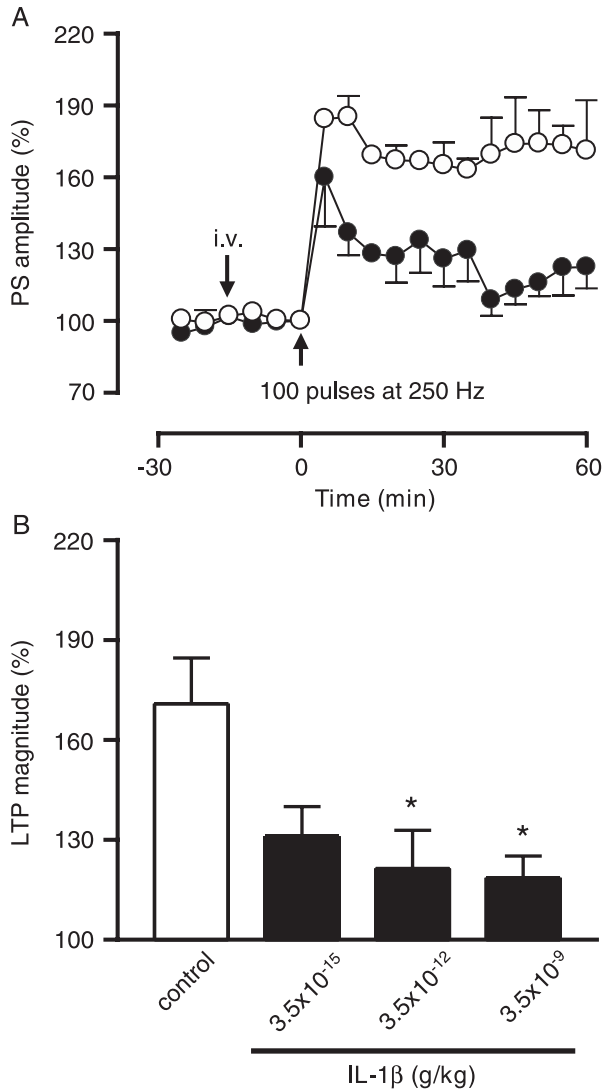 A
220
190
160
130
100
70
PS amplitude (%)
i.v.
100 pulses at 250 Hz
-30
0
30
60
Time (min)
B
220
190
160
130
100
LTP magnitude (%)
*
*
control
3.5x10⁻¹⁵
3.5x10⁻¹²
3.5x10⁻⁹
IL-1β (g/kg)